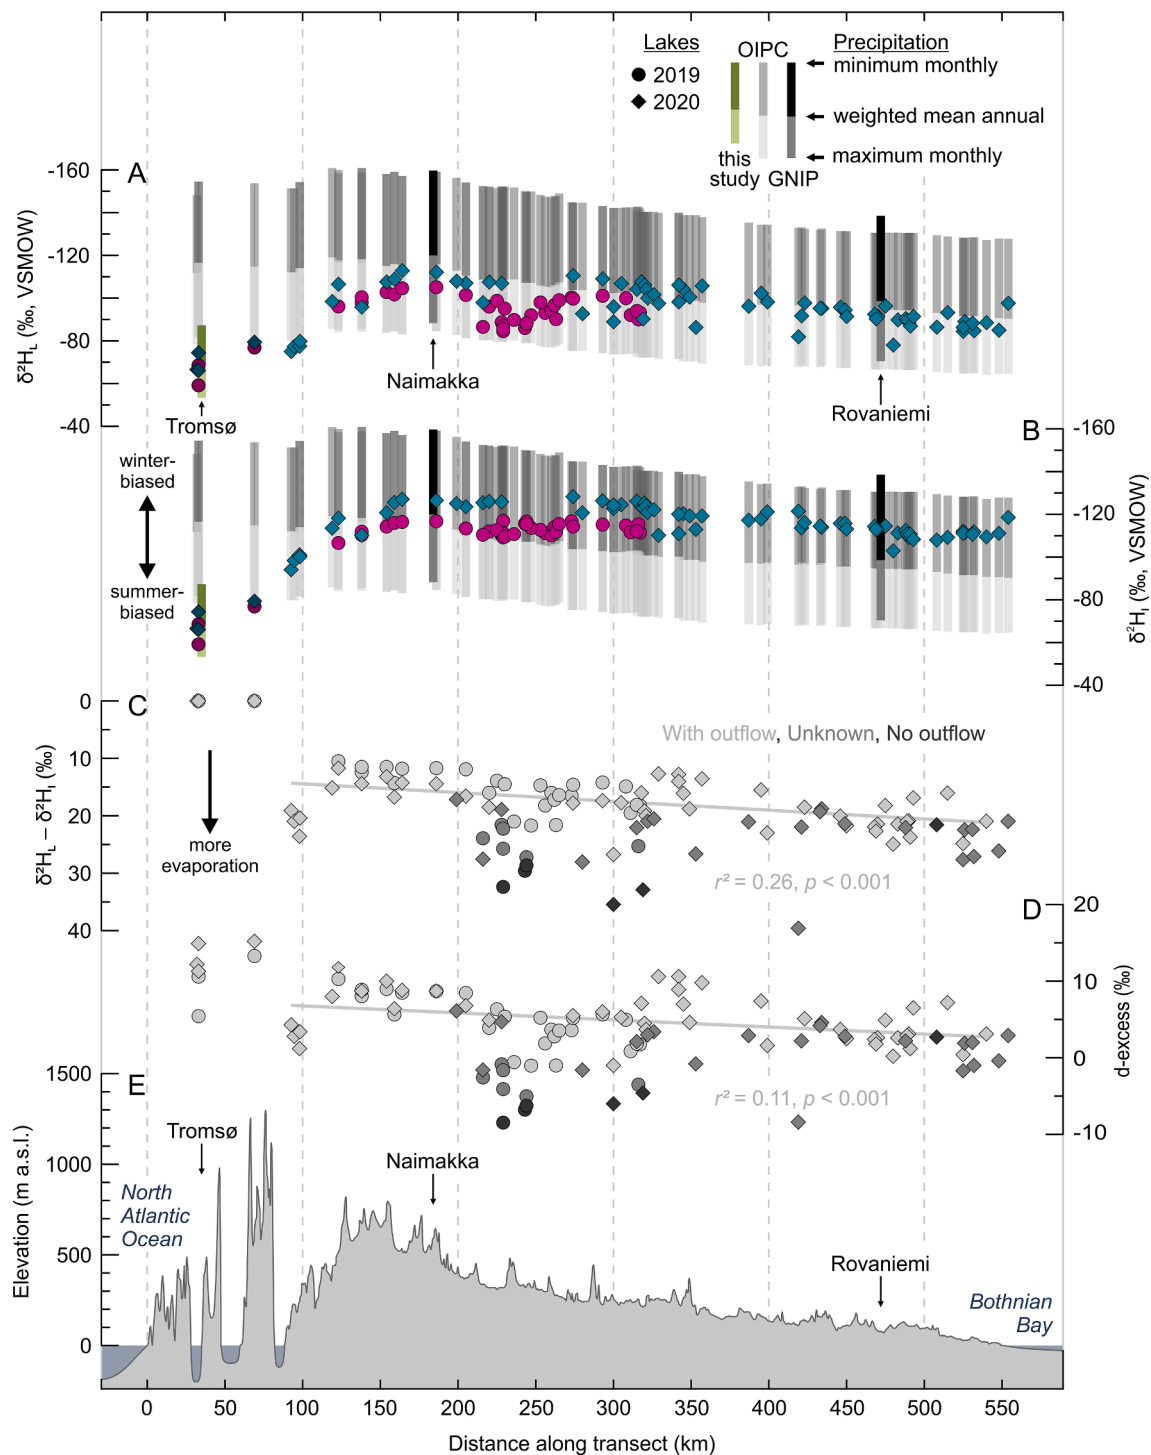 Lakes
2019
2020
OIPC
this
study
GNIP
Precipitation
minimum monthly
weighted mean annual
maximum monthly
A
-160
-120
-80
-40
δ²H_L (‰, VSMOW)
Tromsø
Naimakka
Rovaniemi
B
-160
-120
-80
-40
δ²H_I (‰, VSMOW)
winter-
biased
summer-
biased
C
0
10
20
30
40
δ²H_L – δ²H_I (‰)
more
evaporation
With outflow, Unknown, No outflow
r² = 0.26, p < 0.001
D
20
10
0
-10
d-excess (‰)
r² = 0.11, p < 0.001
E
1500
1000
500
0
Elevation (m a.s.l.)
Tromsø
Naimakka
Rovaniemi
North
Atlantic
Ocean
Bothnian
Bay
0 50 100 150 200 250 300 350 400 450 500 550
Distance along transect (km)